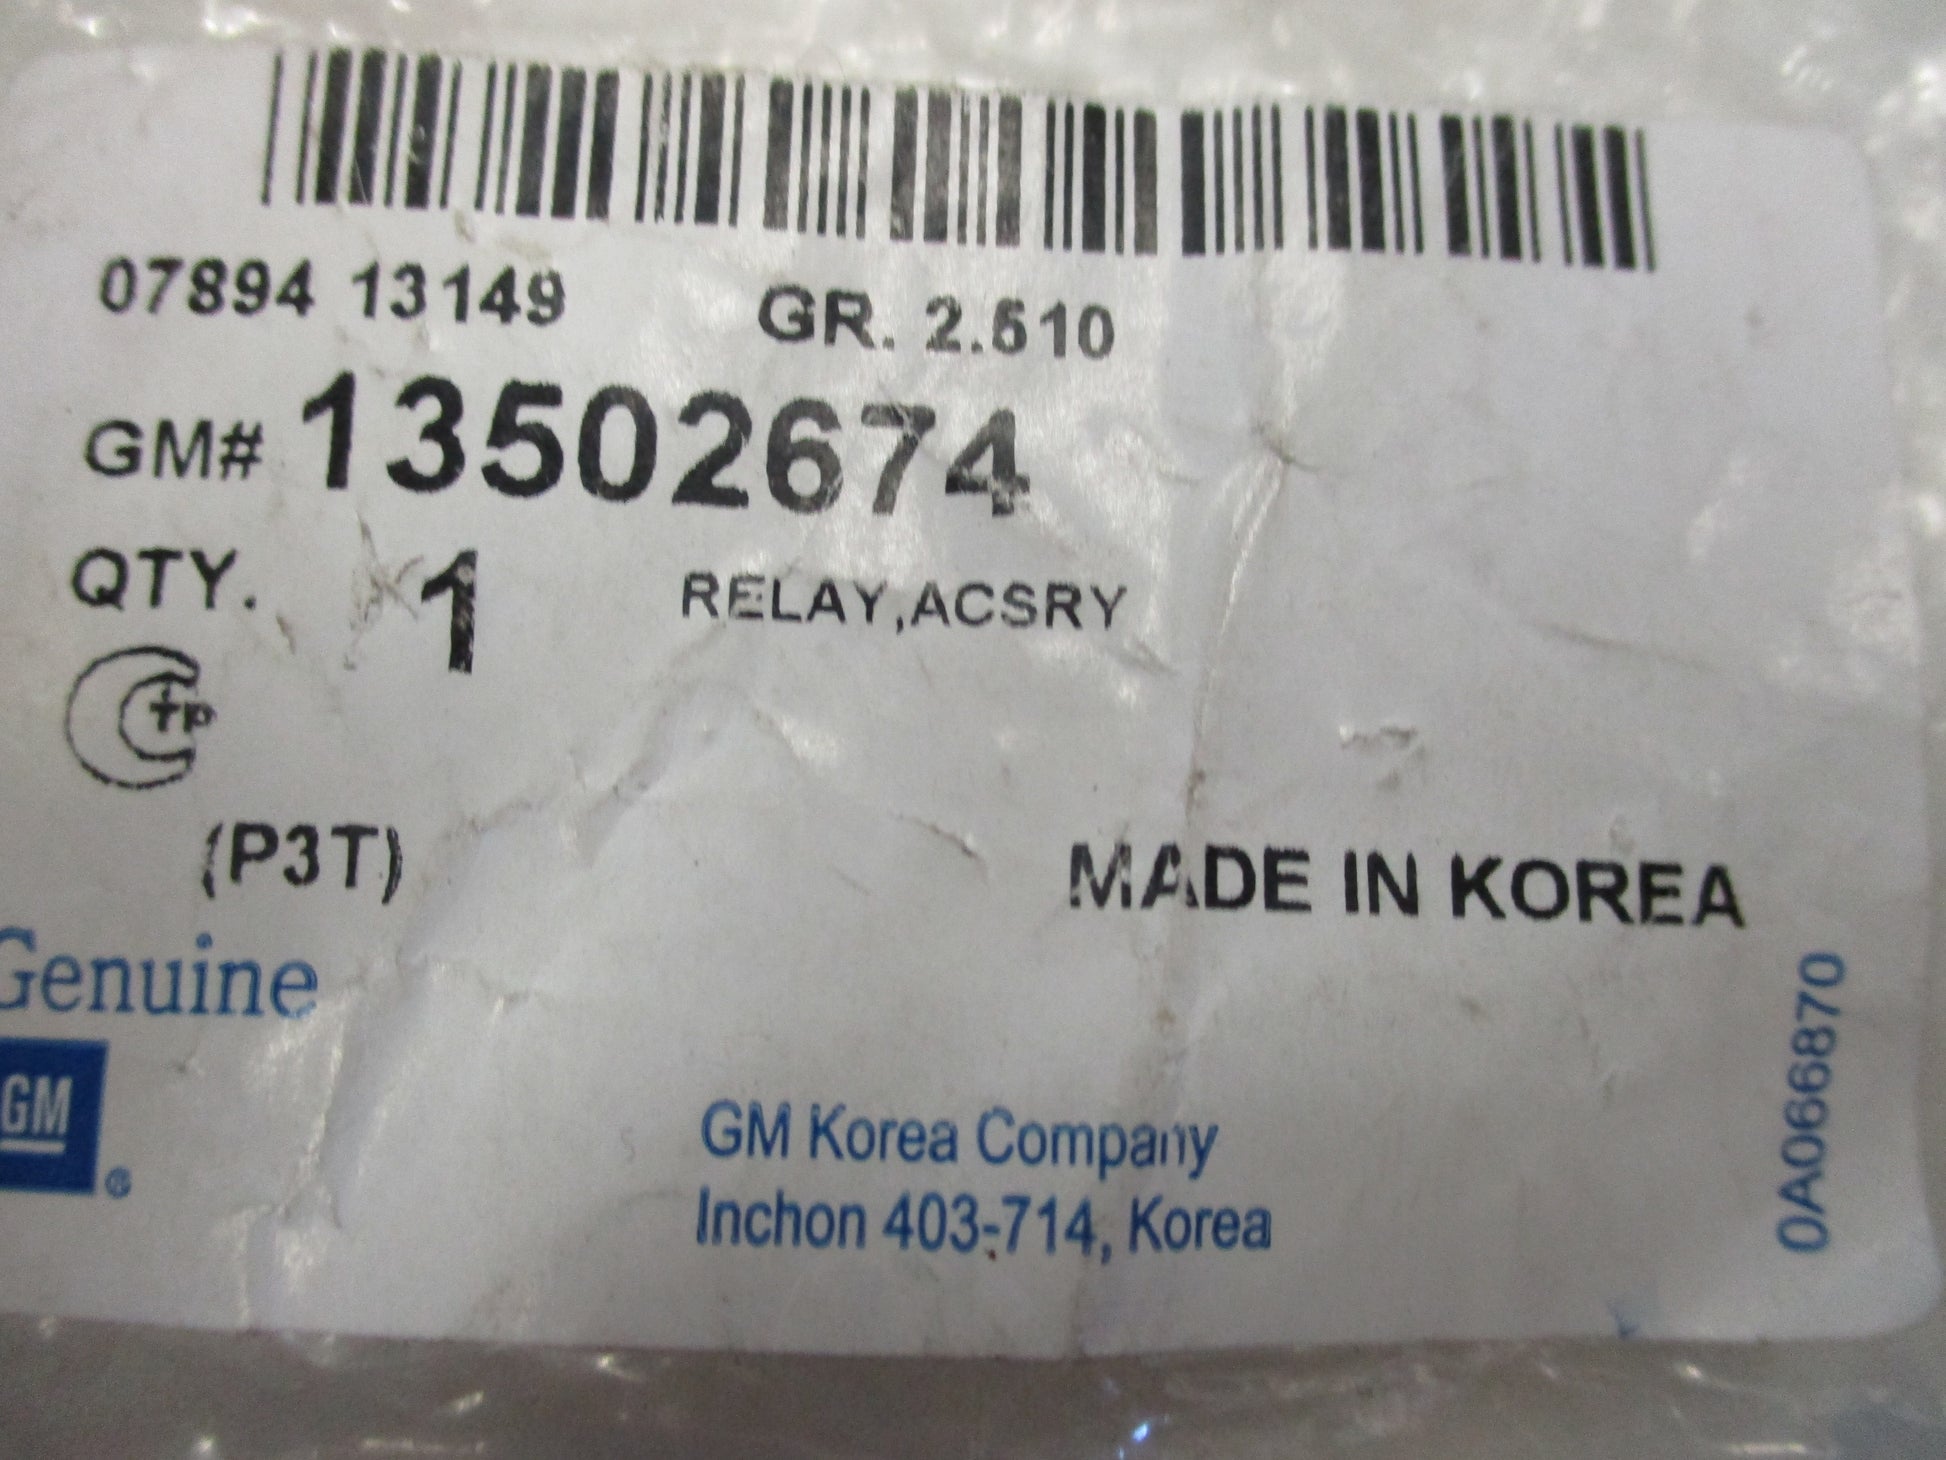 07894 13149 GR. 2.510
GM# 13502674
QTY. 1 RELAY,ACSRY
(P3T)
MADE IN KOREA
Genuine
GM ®
GM Korea Company
Inchon 403-714, Korea
0A066870